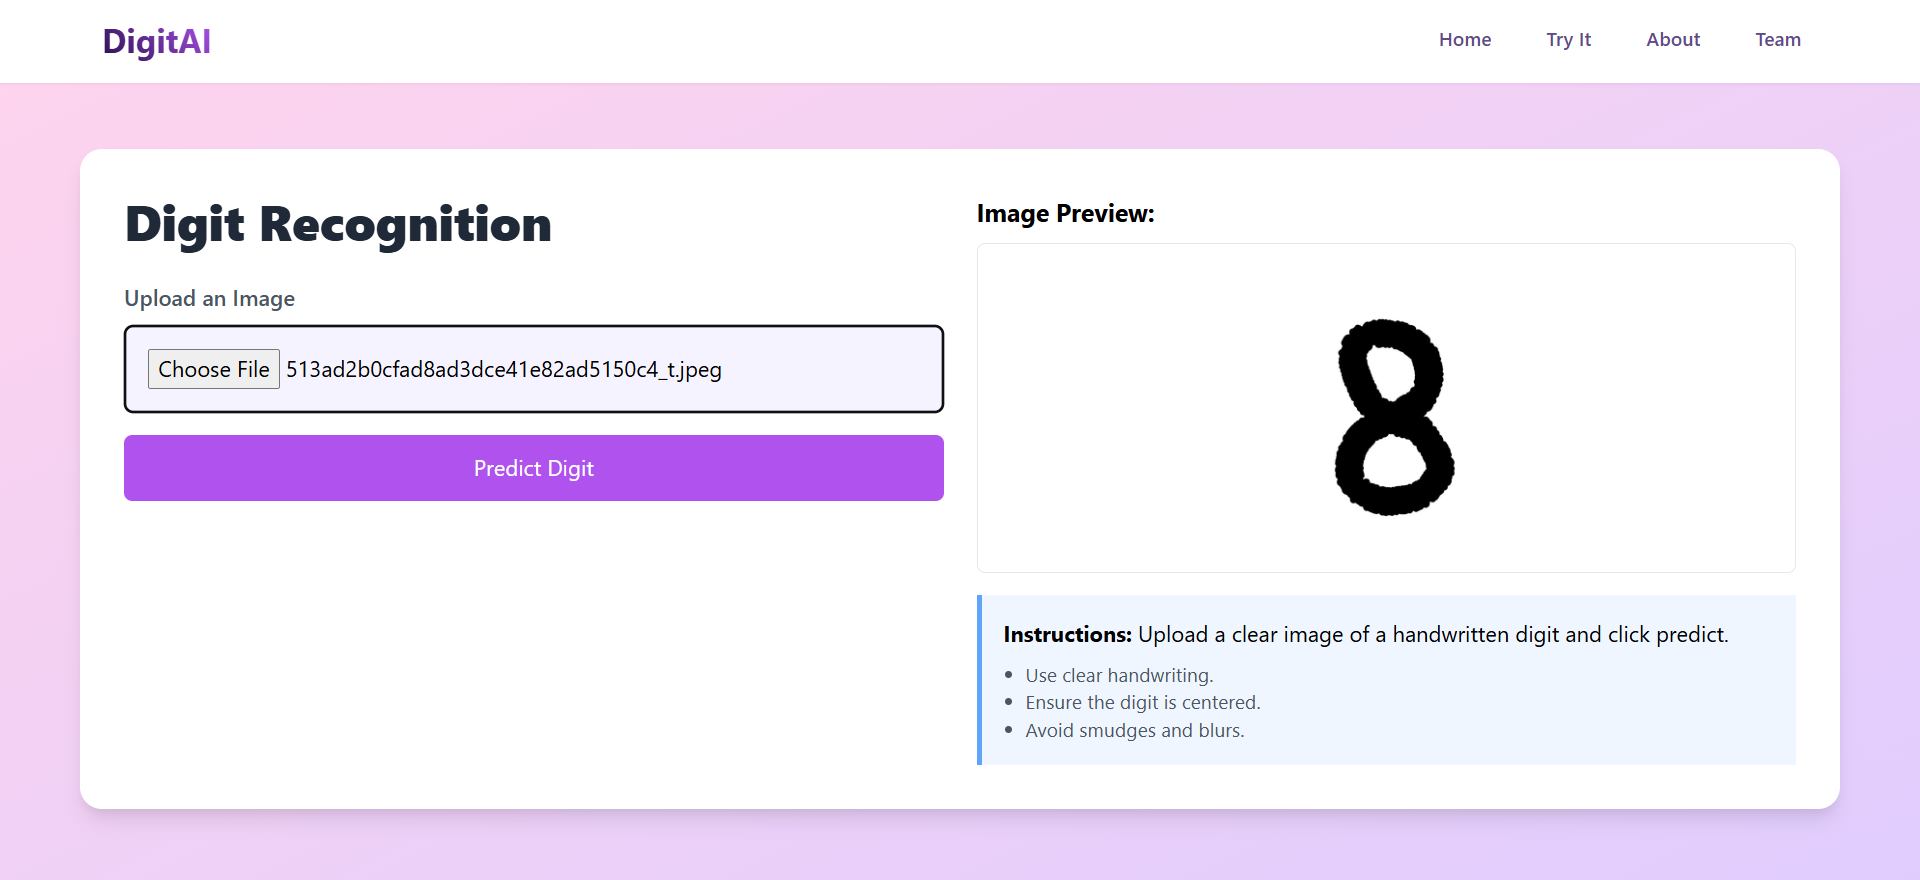 DigitAI
Home
Try It
About
Team
Digit Recognition
Upload an Image
Choose File 513ad2b0cfad8ad3dce41e82ad5150c4_t.jpeg
Predict Digit
Image Preview:
8
Instructions: Upload a clear image of a handwritten digit and click predict.
Use clear handwriting.
Ensure the digit is centered.
Avoid smudges and blurs.